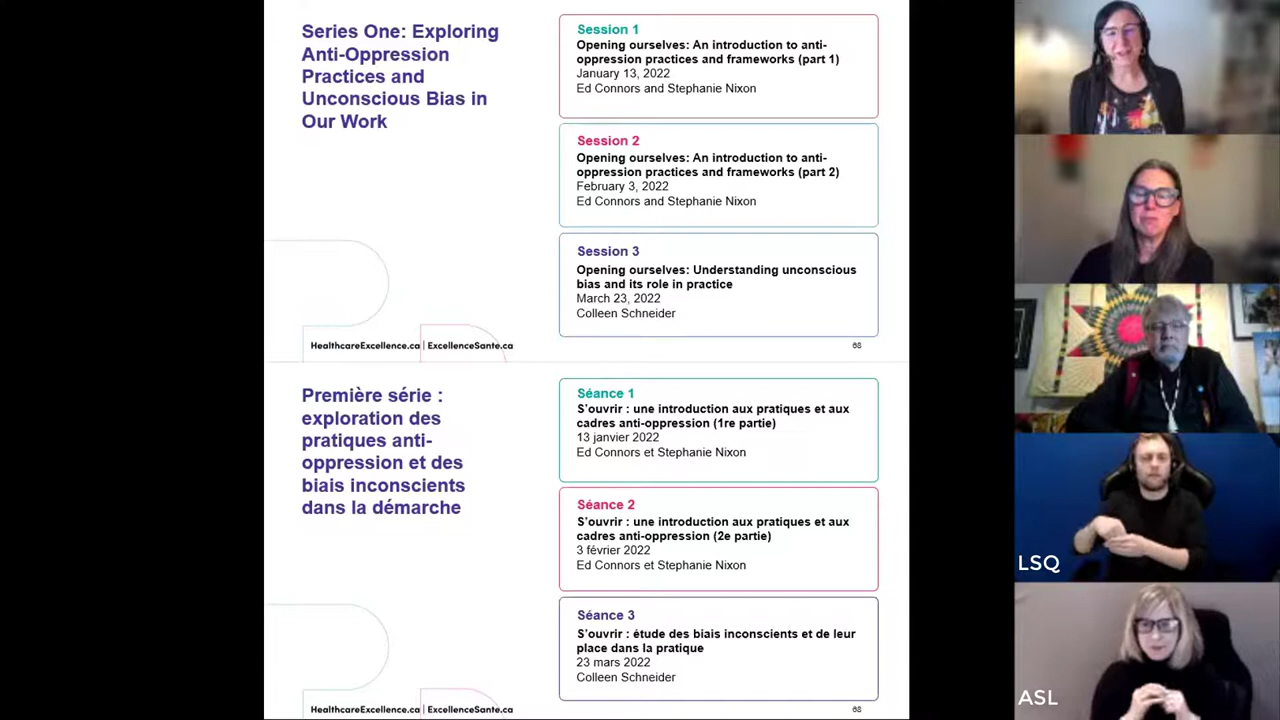 Series One: Exploring
Anti-Oppression
Practices and
Unconscious Bias in
Our Work
Session 1
Opening ourselves: An introduction to anti-
oppression practices and frameworks (part 1)
January 13, 2022
Ed Connors and Stephanie Nixon
Session 2
Opening ourselves: An introduction to anti-
oppression practices and frameworks (part 2)
February 3, 2022
Ed Connors and Stephanie Nixon
Session 3
Opening ourselves: Understanding unconscious
bias and its role in practice
March 23, 2022
Colleen Schneider
HealthcareExcellence.ca | ExcellenceSante.ca
68
Première série :
exploration des
pratiques anti-
oppression et des
biais inconscients
dans la démarche
Séance 1
S'ouvrir : une introduction aux pratiques et aux
cadres anti-oppression (1re partie)
13 janvier 2022
Ed Connors et Stephanie Nixon
Séance 2
S'ouvrir : une introduction aux pratiques et aux
cadres anti-oppression (2e partie)
3 février 2022
Ed Connors et Stephanie Nixon
Séance 3
S'ouvrir : étude des biais inconscients et de leur
place dans la pratique
23 mars 2022
Colleen Schneider
HealthcareExcellence.ca | ExcellenceSante.ca
68
LSQ
ASL